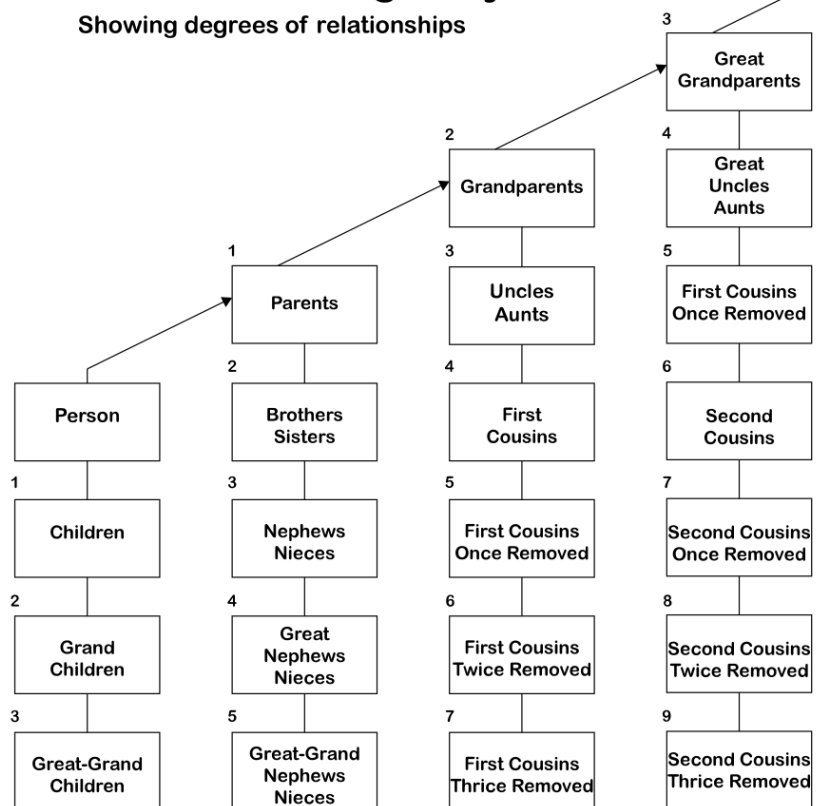 Showing degrees of relationships
3
Great
Grandparents
2
Grandparents
4
Great
Uncles
Aunts
1
Parents
3
Uncles
Aunts
5
First Cousins
Once Removed
Person
2
Brothers
Sisters
4
First
Cousins
6
Second
Cousins
1
Children
3
Nephews
Nieces
5
First Cousins
Once Removed
7
Second Cousins
Once Removed
2
Grand
Children
4
Great
Nephews
Nieces
6
First Cousins
Twice Removed
8
Second Cousins
Twice Removed
3
Great-Grand
Children
5
Great-Grand
Nephews
Nieces
7
First Cousins
Thrice Removed
9
Second Cousins
Thrice Removed